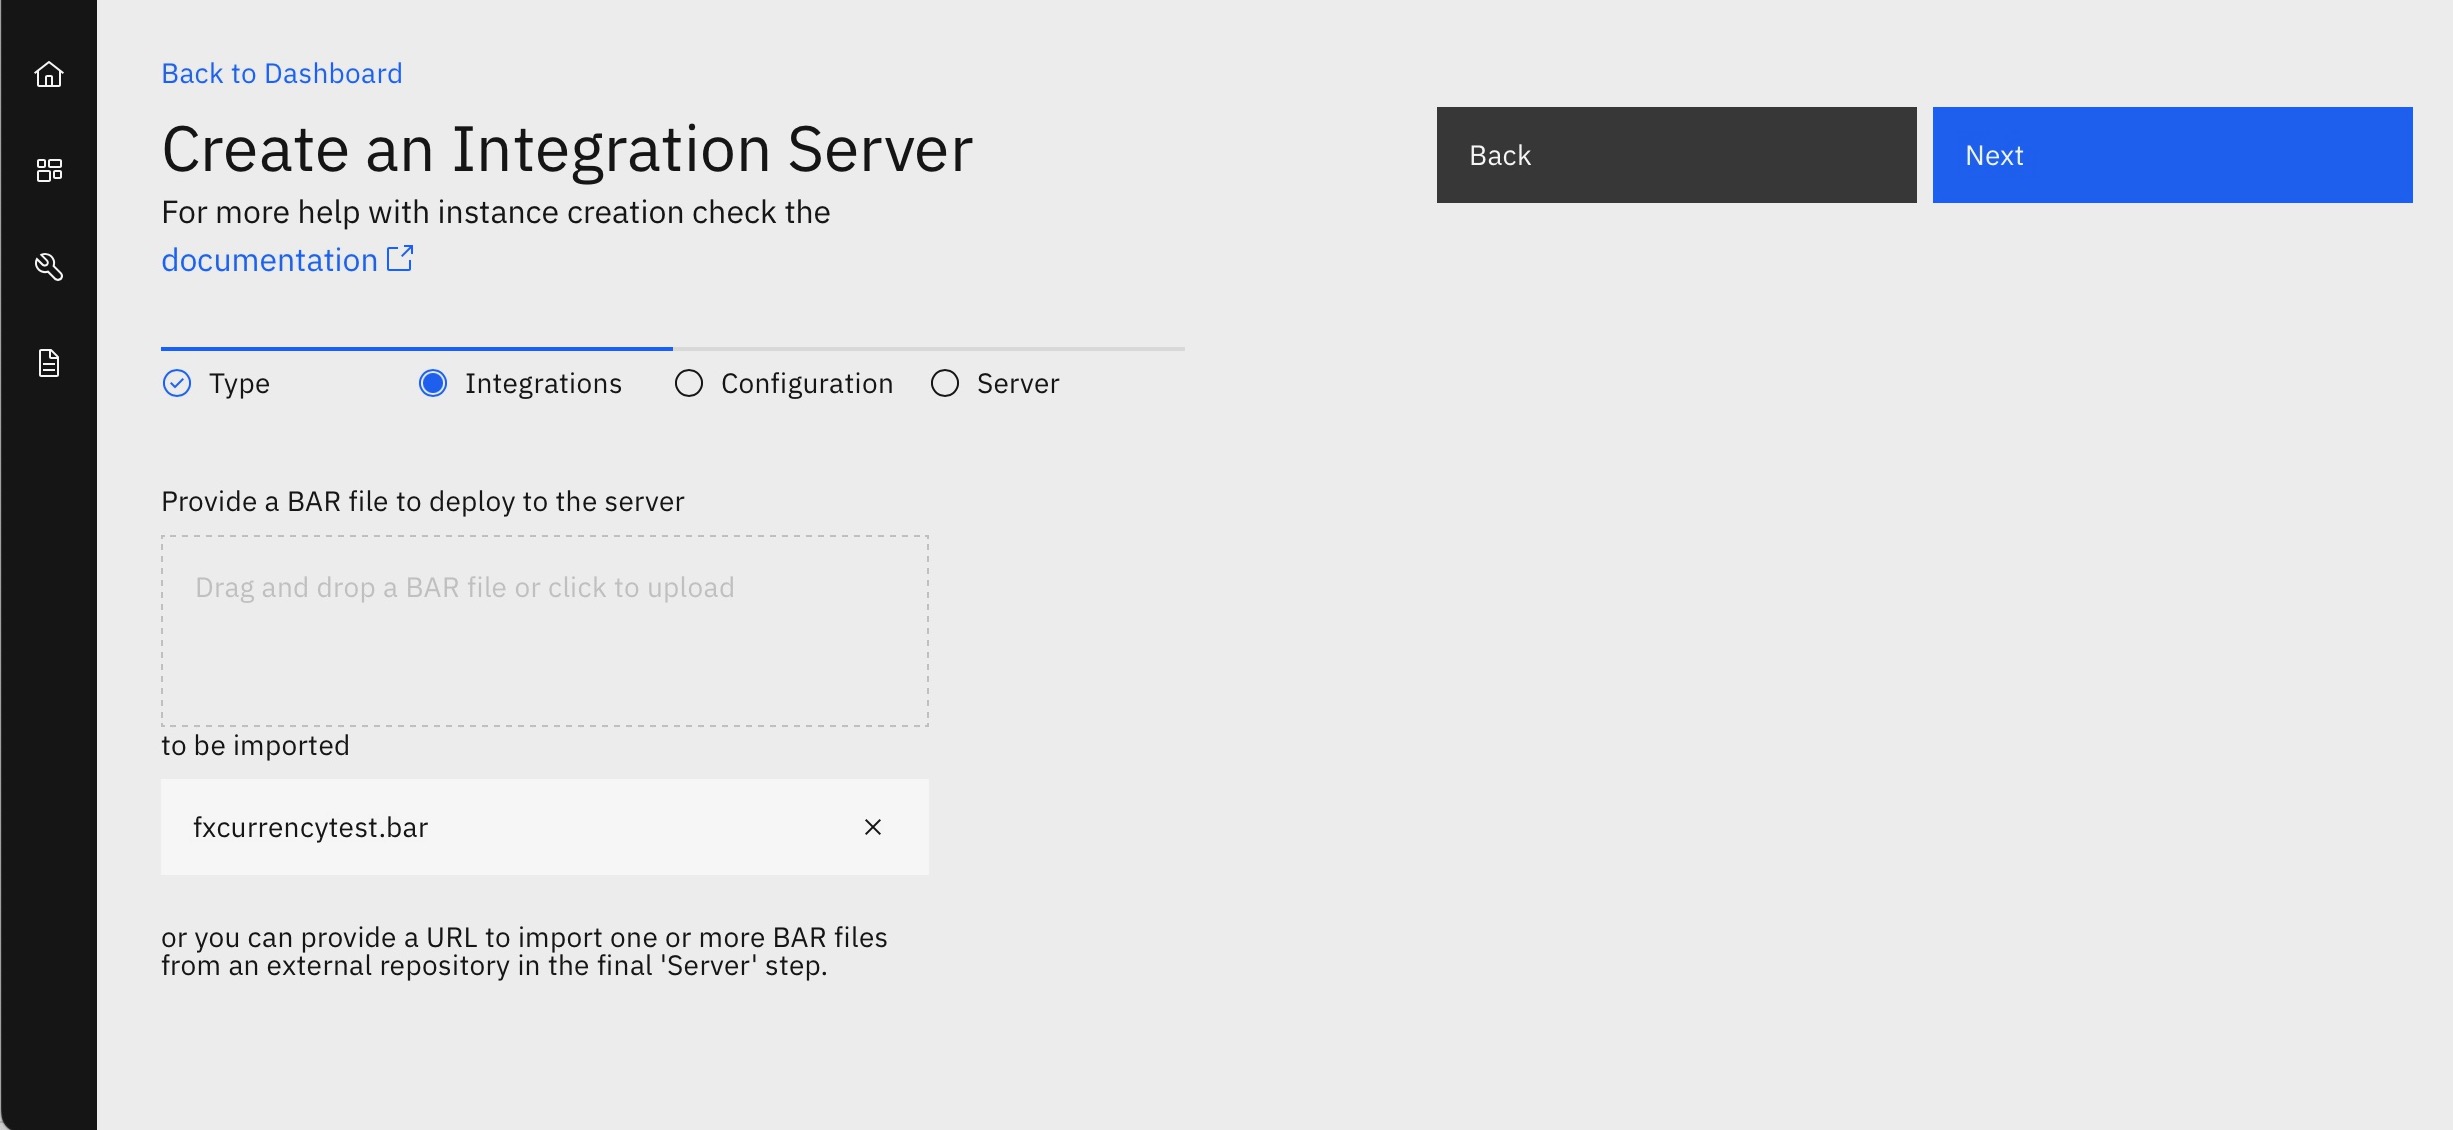 Back to Dashboard
Create an Integration Server
For more help with instance creation check the
documentation
Back
Next
Type
Integrations
Configuration
Server
Provide a BAR file to deploy to the server
Drag and drop a BAR file or click to upload
to be imported
fxcurrencytest.bar
or you can provide a URL to import one or more BAR files
from an external repository in the final 'Server' step.